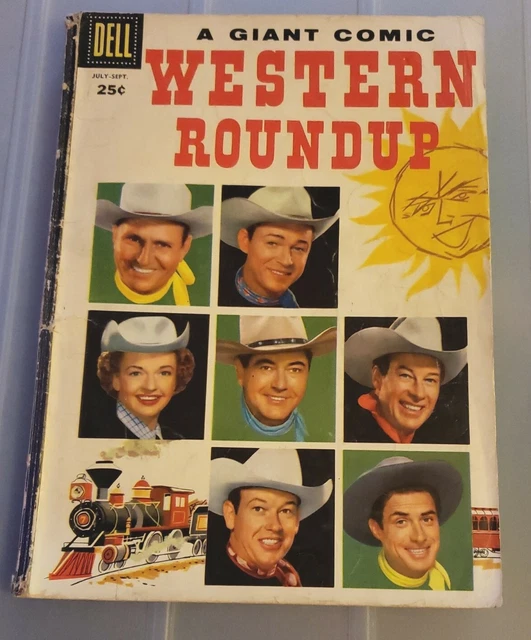 DELL
A GIANT COMIC
JULY-SEPT.
25¢
WESTERN
ROUNDUP